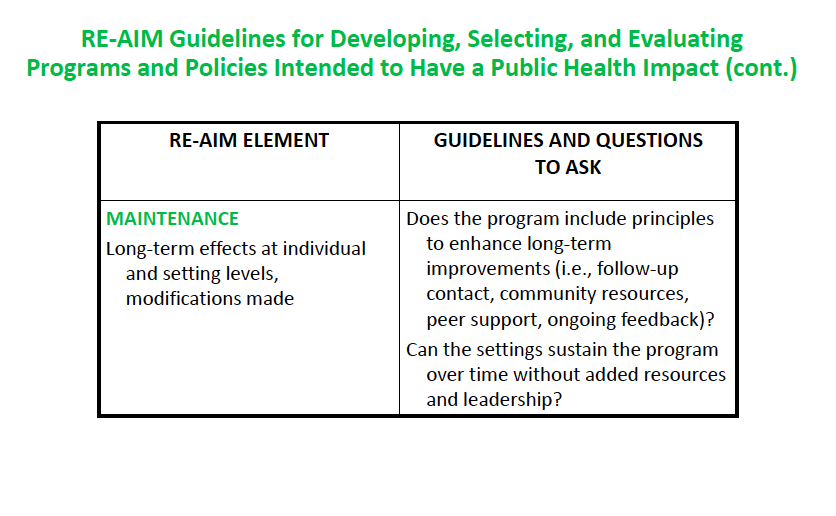 RE-AIM Guidelines for Developing, Selecting, and Evaluating
Programs and Policies Intended to Have a Public Health Impact (cont.)
RE-AIM ELEMENT
GUIDELINES AND QUESTIONS
TO ASK
MAINTENANCE
Long-term effects at individual
and setting levels,
modifications made
Does the program include principles
to enhance long-term
improvements (i.e., follow-up
contact, community resources,
peer support, ongoing feedback)?
Can the settings sustain the program
over time without added resources
and leadership?